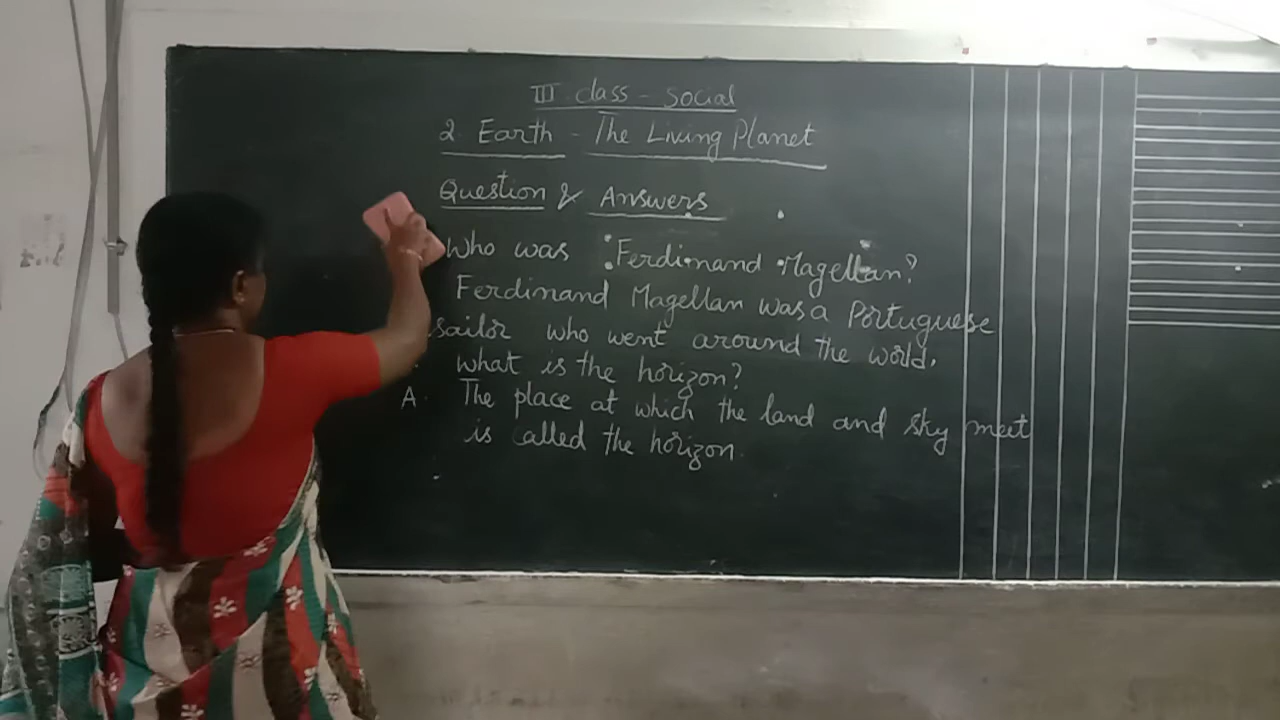 III class - Social
2. Earth - The Living Planet
Question & Answers
Who was Ferdinand Magellan?
Ferdinand Magellan was a Portuguese
sailor who went around the world.
what is the horizon?
A. The place at which the land and sky meet
is called the horizon.